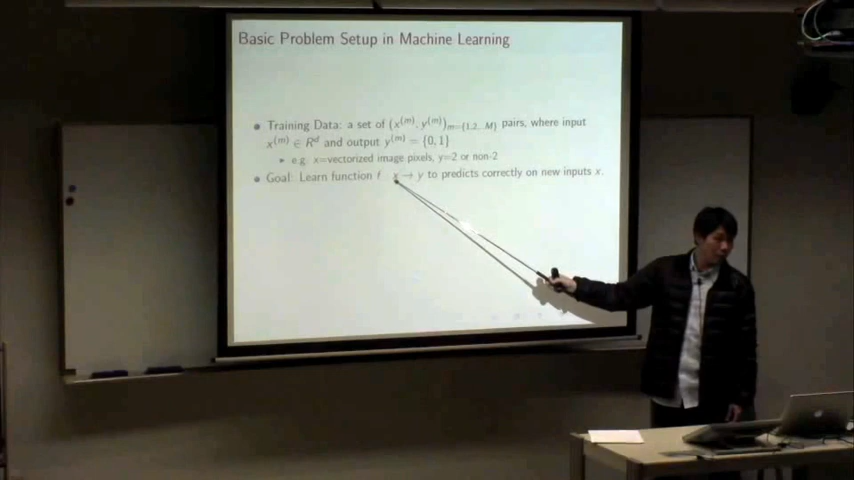 Basic Problem Setup in Machine Learning
• Training Data: a set of (x^(m), y^(m))_m={1,2,..M} pairs, where input
x^(m) ∈ R^d and output y^(m) = {0, 1}
▸ e.g. x=vectorized image pixels, y=2 or non-2
• Goal: Learn function f x → y to predicts correctly on new inputs x.